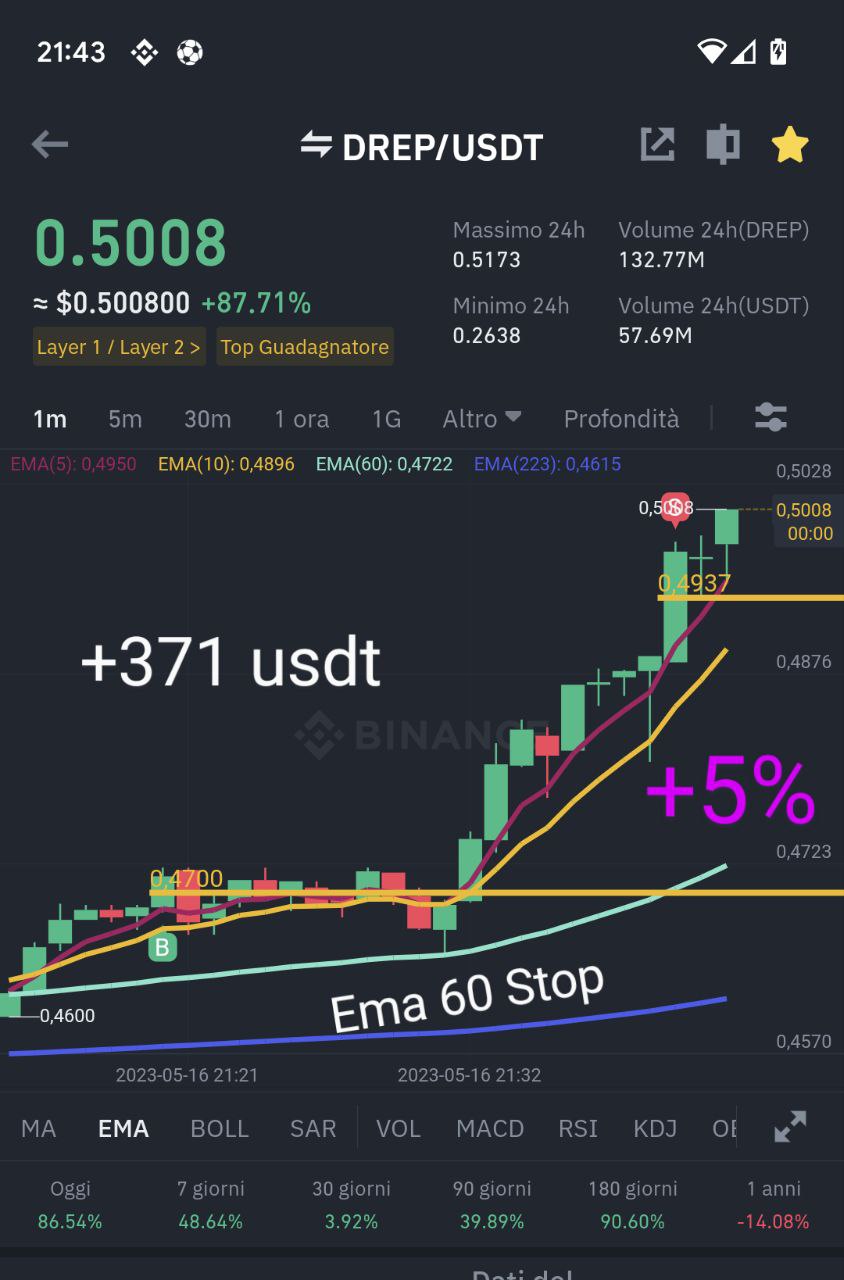 21:43
DREP/USDT
0.5008
≈ $0.500800 +87.71%
Layer 1 / Layer 2 > Top Guadagnatore
Massimo 24h
0.5173
Volume 24h(DREP)
132.77M
Minimo 24h
0.2638
Volume 24h(USDT)
57.69M
1m 5m 30m 1 ora 1G Altro Profondità
EMA(5): 0,4950 EMA(10): 0,4896 EMA(60): 0,4722 EMA(223): 0,4615
0,5028
0,5008 S
0,5008
00:00
0,4937
+371 usdt
0,4876
BINANCE
+5%
0,4723
0,4700
B
Ema 60 Stop
0,4600
0,4570
2023-05-16 21:21 2023-05-16 21:32
MA EMA BOLL SAR VOL MACD RSI KDJ
Oggi 7 giorni 30 giorni 90 giorni 180 giorni 1 anni
86.54% 48.64% 3.92% 39.89% 90.60% -14.08%